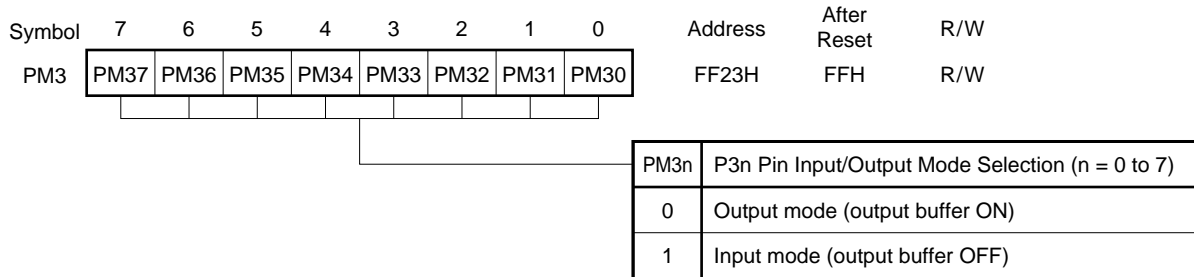 Symbol 7 6 5 4 3 2 1 0 Address After Reset R/W
PM3 PM37 PM36 PM35 PM34 PM33 PM32 PM31 PM30 FF23H FFH R/W
PM3n P3n Pin Input/Output Mode Selection (n = 0 to 7)
0 Output mode (output buffer ON)
1 Input mode (output buffer OFF)